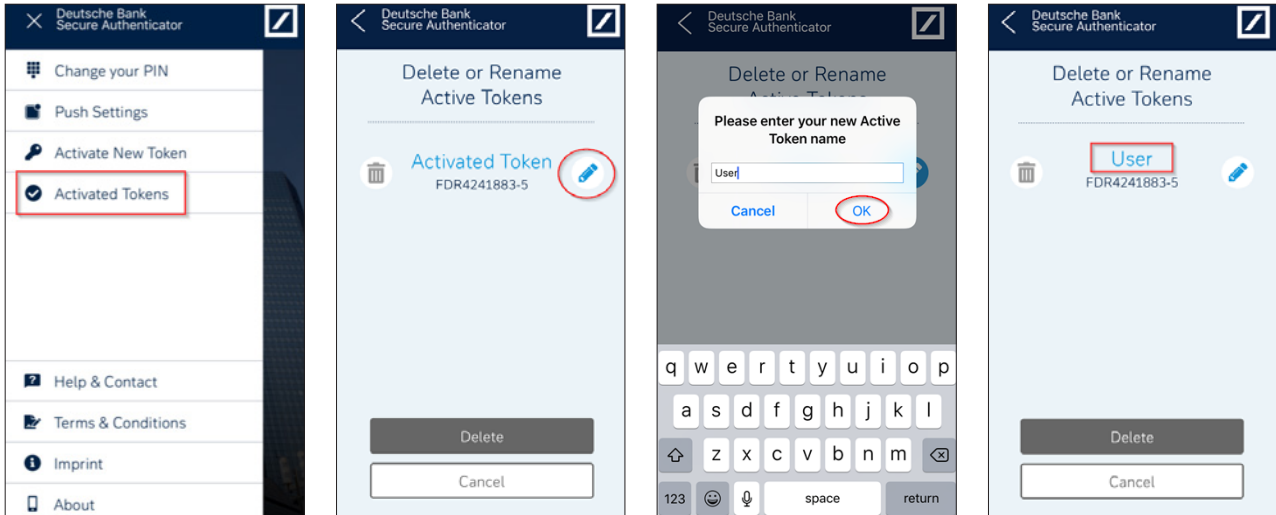 Deutsche Bank
Secure Authenticator
Change your PIN
Push Settings
Activate New Token
Activated Tokens
Help & Contact
Terms & Conditions
Imprint
About
Deutsche Bank
Secure Authenticator
Delete or Rename
Active Tokens
Activated Token
FDR4241883-5
Delete
Cancel
Deutsche Bank
Secure Authenticator
Delete or Rename
Active Tokens
Please enter your new Active
Token name
User
Cancel OK
q w e r t y u i o p
a s d f g h j k l
z x c v b n m
123 space return
Deutsche Bank
Secure Authenticator
Delete or Rename
Active Tokens
User
FDR4241883-5
Delete
Cancel